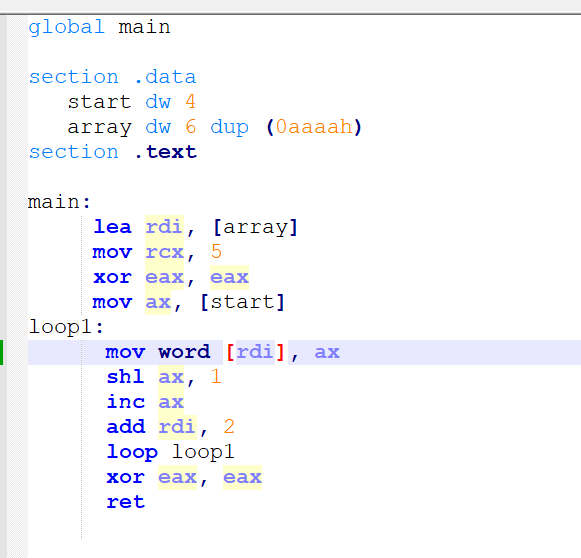 global main
section .data
start dw 4
array dw 6 dup (0aaaah)
section .text
main:
lea rdi, [array]
mov rcx, 5
xor eax, eax
mov ax, [start]
loop1:
mov word [rdi], ax
shl ax, 1
inc ax
add rdi, 2
loop loop1
xor eax, eax
ret